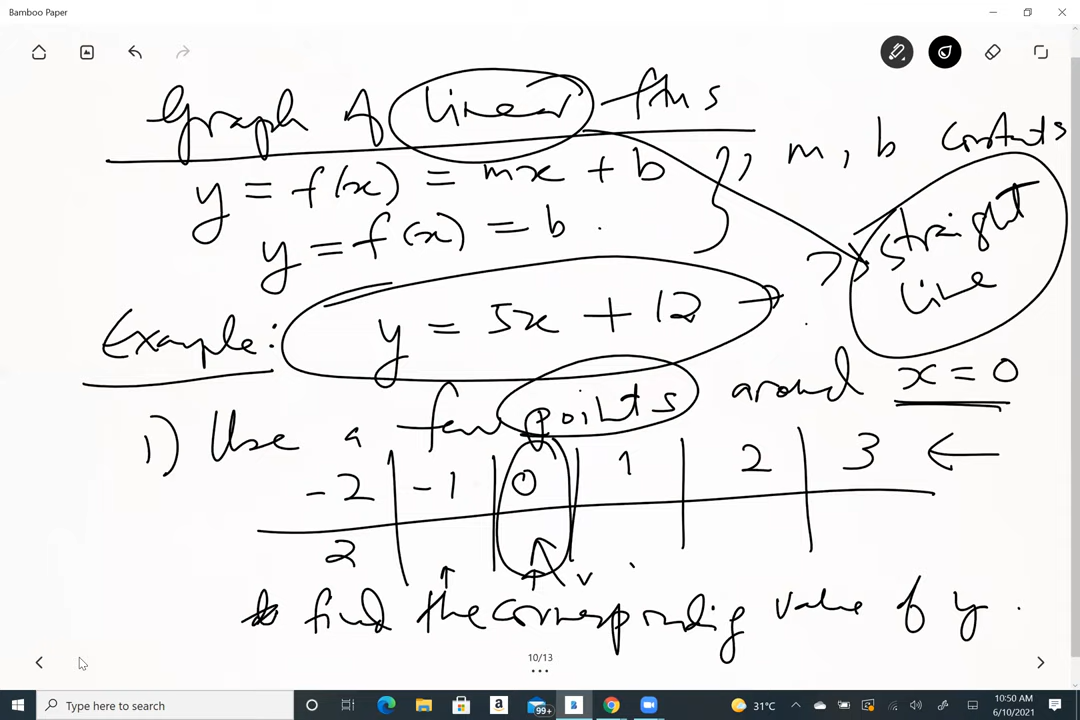 Bamboo Paper
Graph of linear fns
y = f(x) = mx + b }, m, b constants
y = f(x) = b.
straight line
Example: y = 5x + 12 →
1) Use a few points around x = 0
-2 | -1 | 0 | 1 | 2 | 3 ←
2
to find the corresponding value of y.
10/13
Type here to search
99+
31°C
10:50 AM
6/10/2021